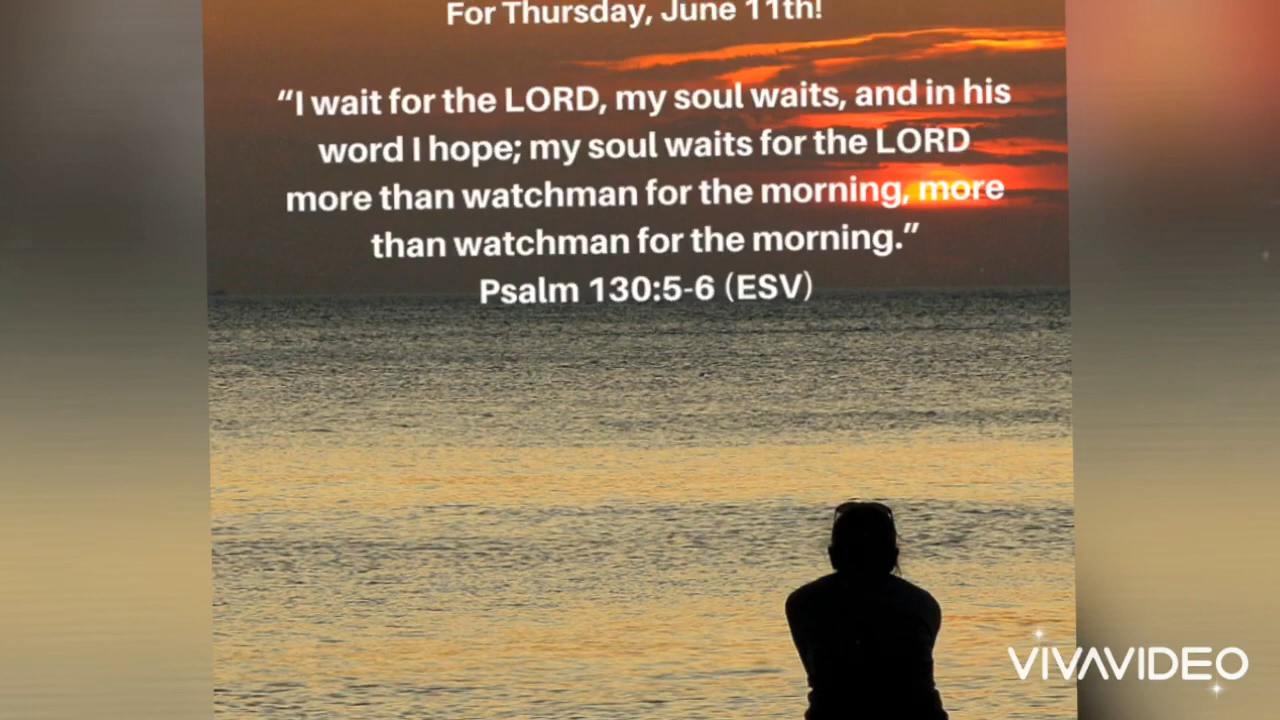 For Thursday, June 11th!
“I wait for the LORD, my soul waits, and in his
word I hope; my soul waits for the LORD
more than watchman for the morning, more
than watchman for the morning.”
Psalm 130:5-6 (ESV)
VIVAVIDEO